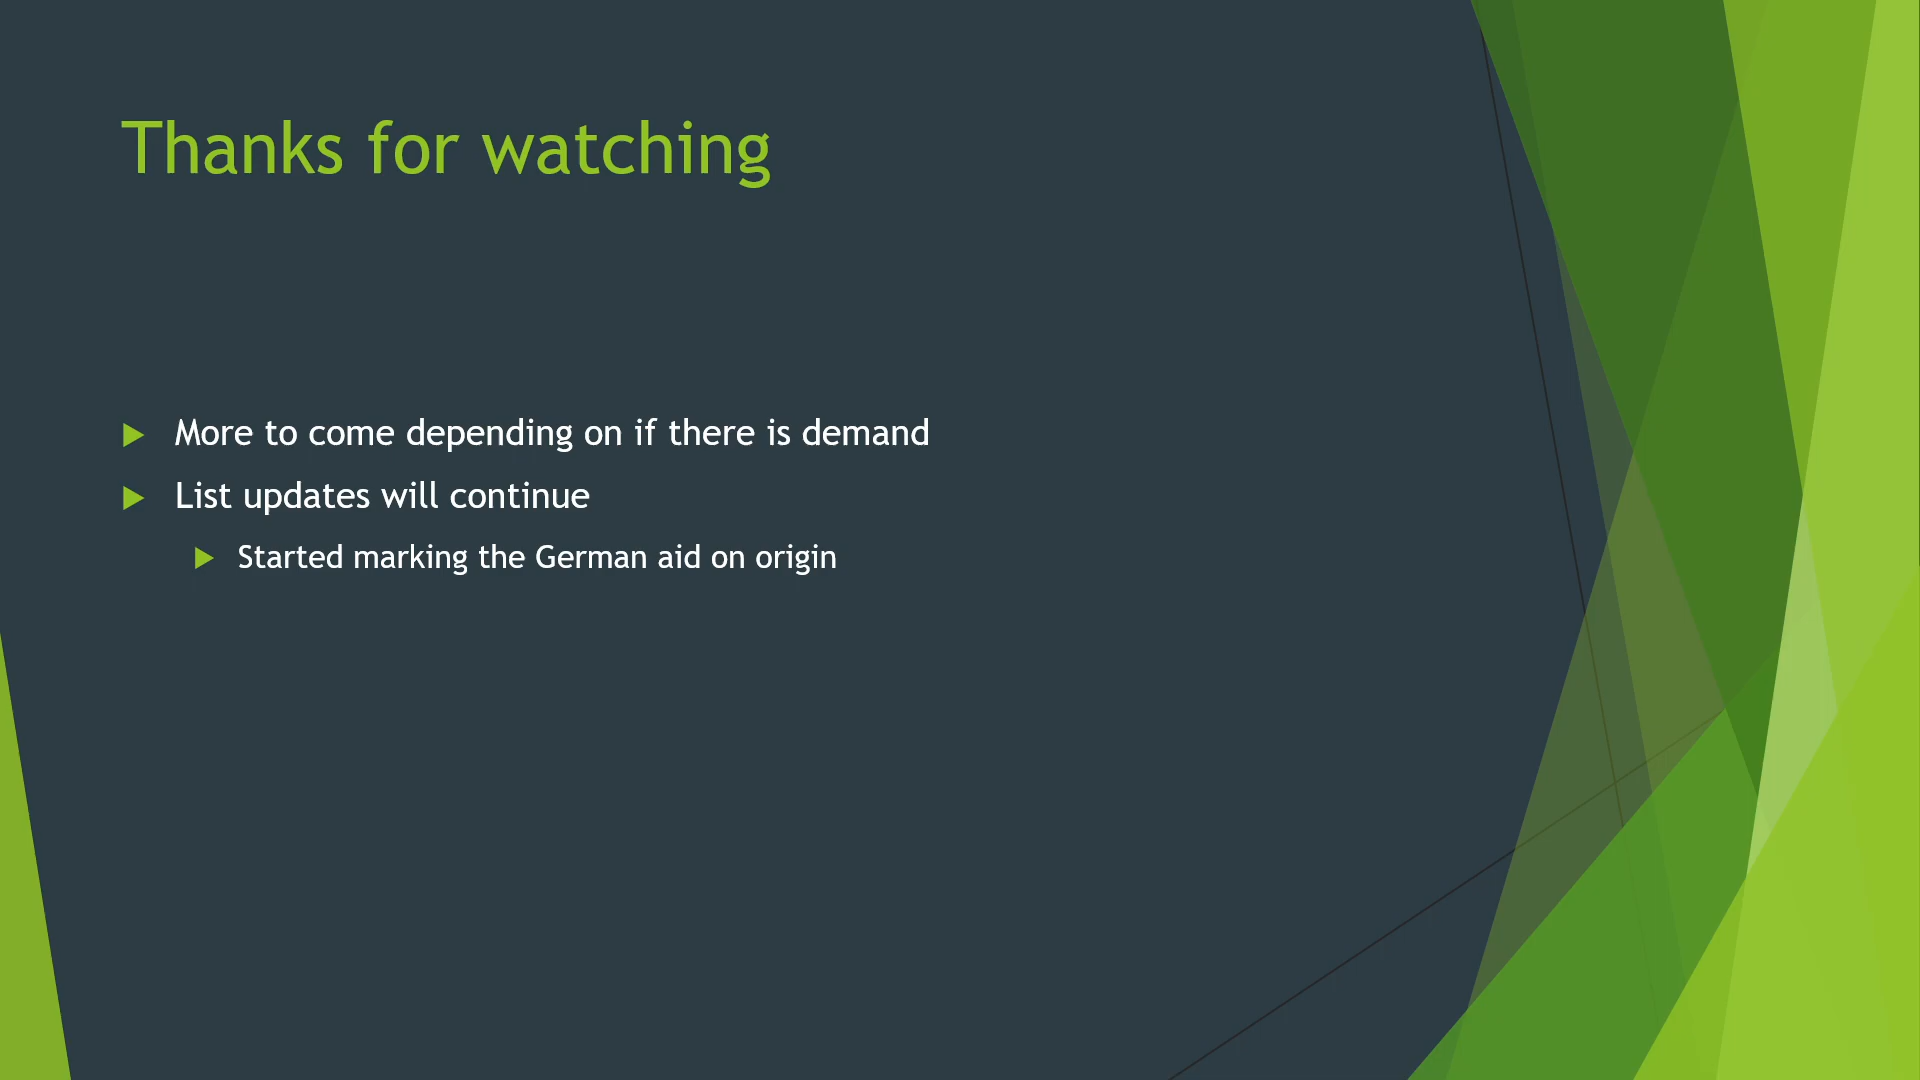 Thanks for watching
More to come depending on if there is demand
List updates will continue
Started marking the German aid on origin